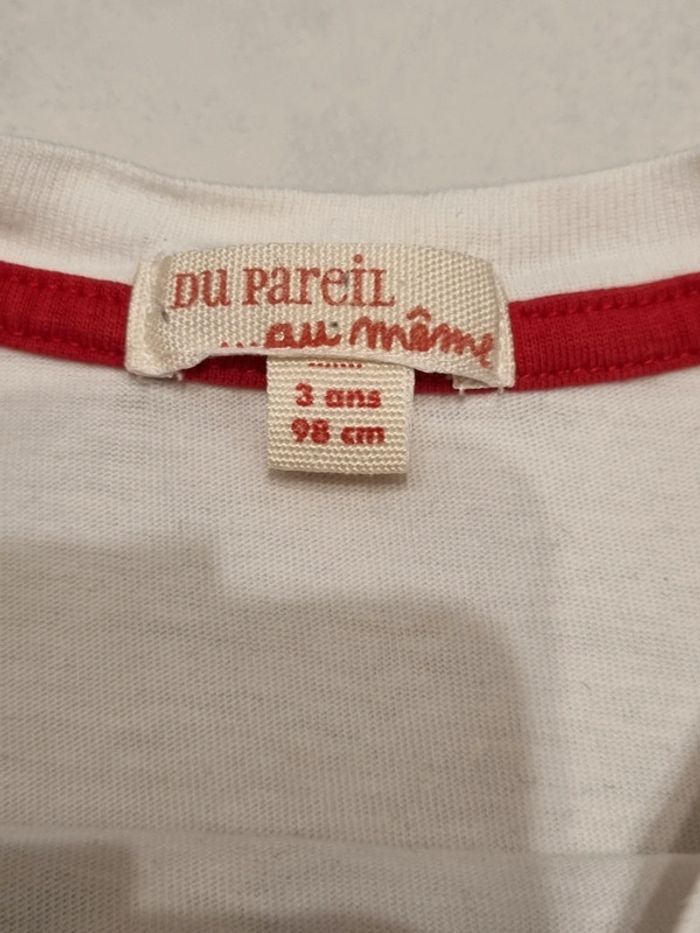 DU PAREIL
...au même
3 ans
98 cm